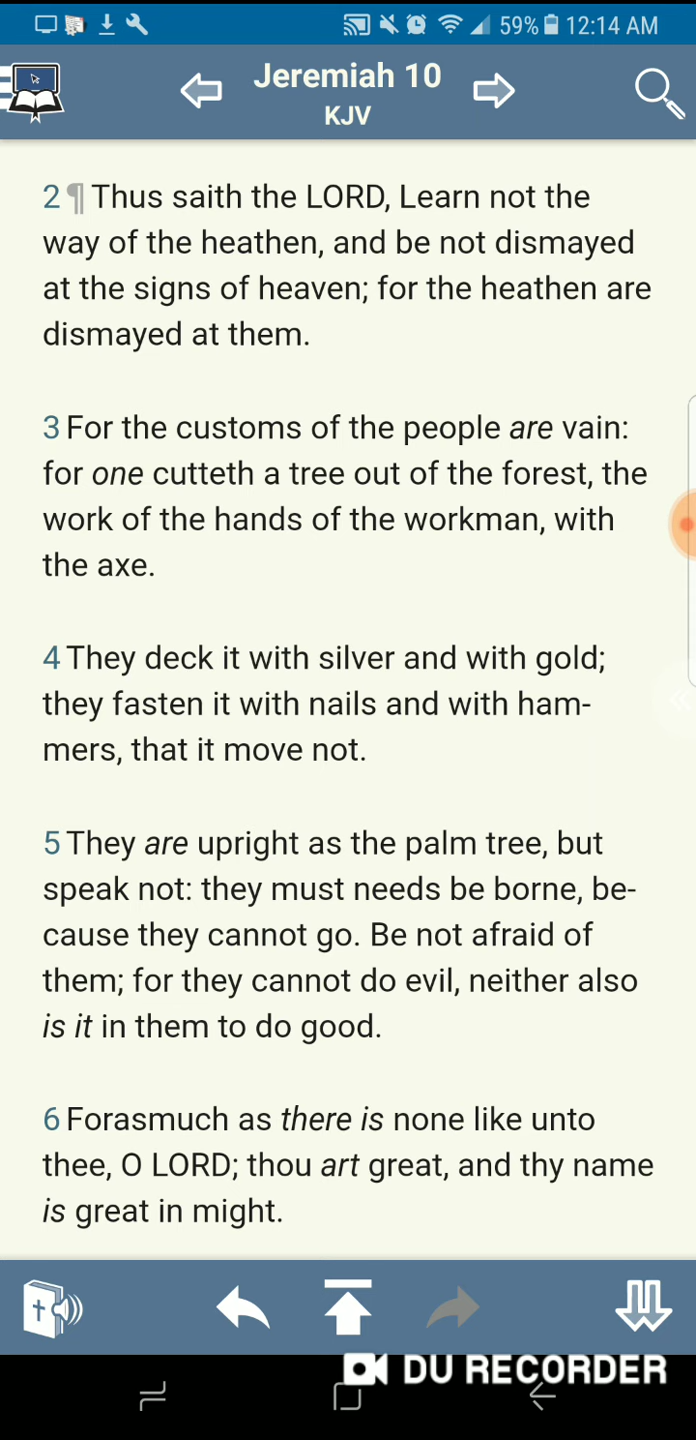 59% 12:14 AM
Jeremiah 10
KJV
2 ¶ Thus saith the LORD, Learn not the
way of the heathen, and be not dismayed
at the signs of heaven; for the heathen are
dismayed at them.
3 For the customs of the people are vain:
for one cutteth a tree out of the forest, the
work of the hands of the workman, with
the axe.
4 They deck it with silver and with gold;
they fasten it with nails and with ham-
mers, that it move not.
5 They are upright as the palm tree, but
speak not: they must needs be borne, be-
cause they cannot go. Be not afraid of
them; for they cannot do evil, neither also
is it in them to do good.
6 Forasmuch as there is none like unto
thee, O LORD; thou art great, and thy name
is great in might.
DU RECORDER